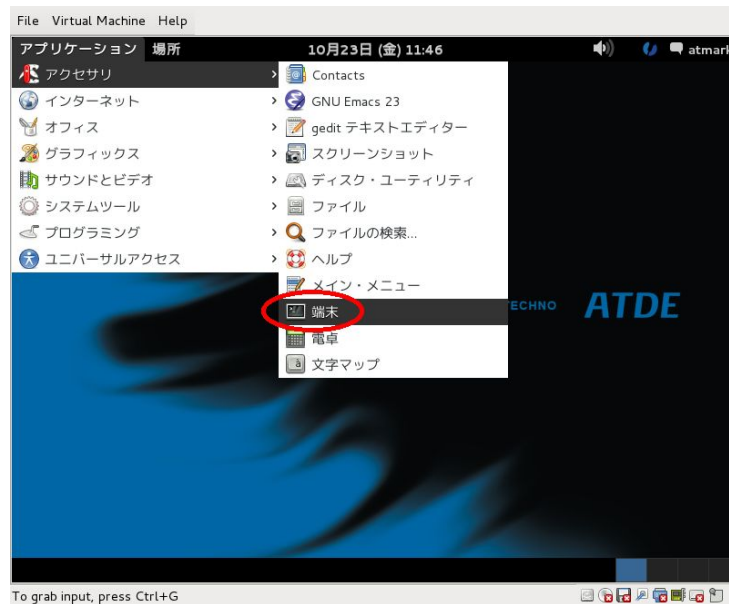 File Virtual Machine Help
アプリケーション 場所 10月23日 (金) 11:46 atmark
アクセサリ
インターネット
オフィス
グラフィックス
サウンドとビデオ
システムツール
プログラミング
ユニバーサルアクセス
Contacts
GNU Emacs 23
gedit テキストエディター
スクリーンショット
ディスク・ユーティリティ
ファイル
ファイルの検索...
ヘルプ
メイン・メニュー
端末
電卓
文字マップ
ECHNO ATDE
To grab input, press Ctrl+G